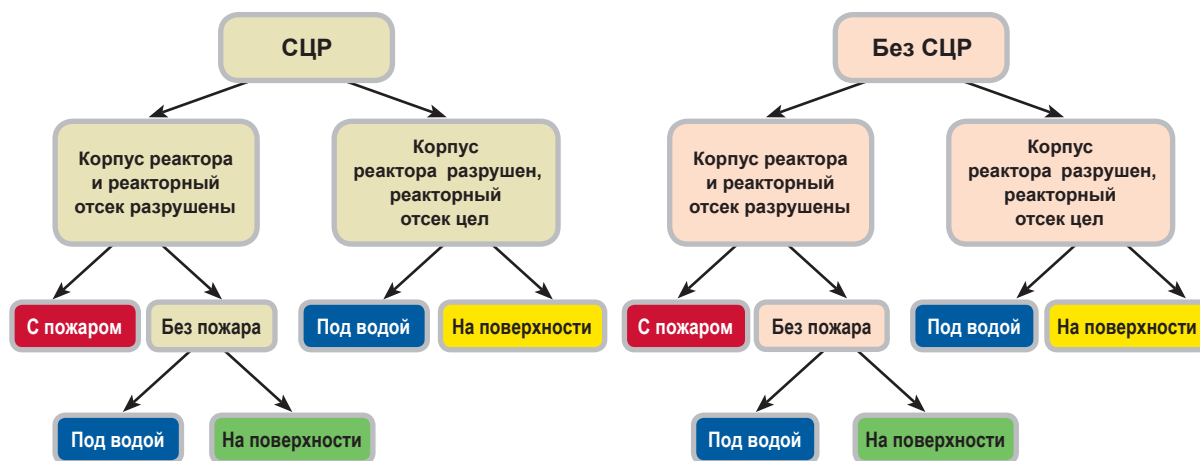 СЦР
Корпус реактора
и реакторный
отсек разрушены
Корпус
реактора разрушен,
реакторный
отсек цел
С пожаром
Без пожара
Под водой
На поверхности
Под водой
На поверхности
Без СЦР
Корпус реактора
и реакторный
отсек разрушены
Корпус
реактора разрушен,
реакторный
отсек цел
С пожаром
Без пожара
Под водой
На поверхности
Под водой
На поверхности